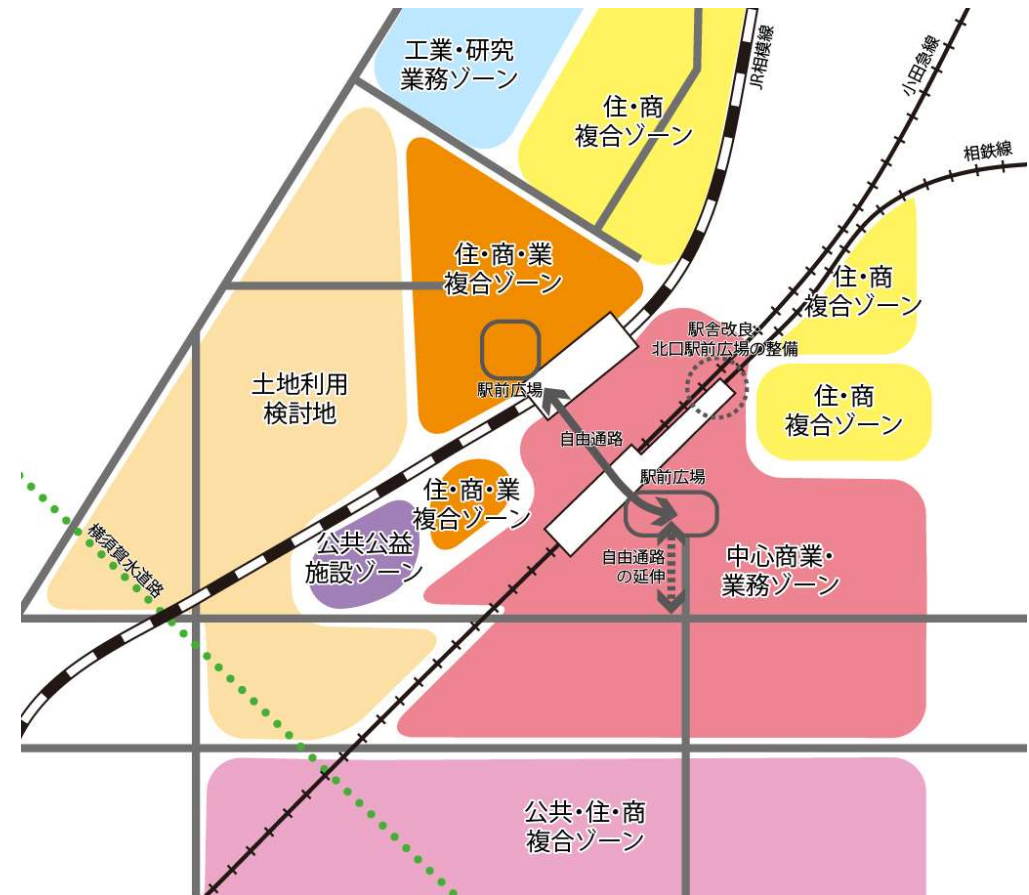 工業・研究
業務ゾーン
住・商
複合ゾーン
JR相模線
小田急線
相鉄線
住・商・業
複合ゾーン
住・商
複合ゾーン
駅舎改良・
北口駅前広場の整備
土地利用
検討地
駅前広場
住・商
複合ゾーン
自由通路
駅前広場
住・商・業
複合ゾーン
公共公益
施設ゾーン
横須賀水道路
自由通路
の延伸
中心商業・
業務ゾーン
公共・住・商
複合ゾーン